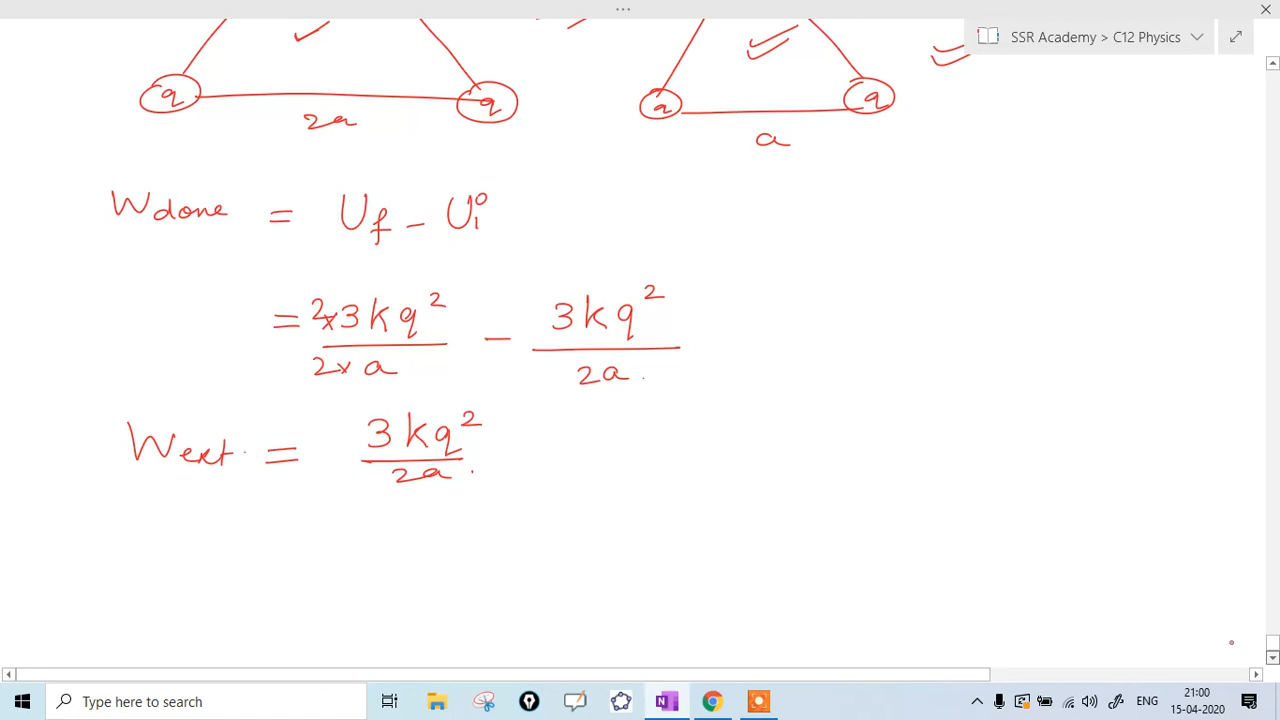 SSR Academy > C12 Physics
q q q q
2a a
Wdone = Uf - Ui
= 2×3kq² / 2×a - 3kq² / 2a
Wext = 3kq² / 2a.
Type here to search
ENG
21:00
15-04-2020